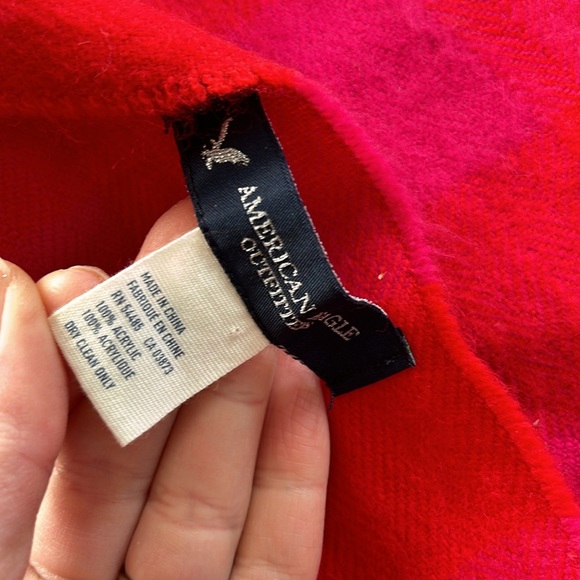 AMERICAN EAGLE
OUTFITTERS
MADE IN CHINA
FABRIQUE EN CHINE
RN 54485 CA 03873
100% ACRYLIC
100% ACRYLIQUE
DRY CLEAN ONLY